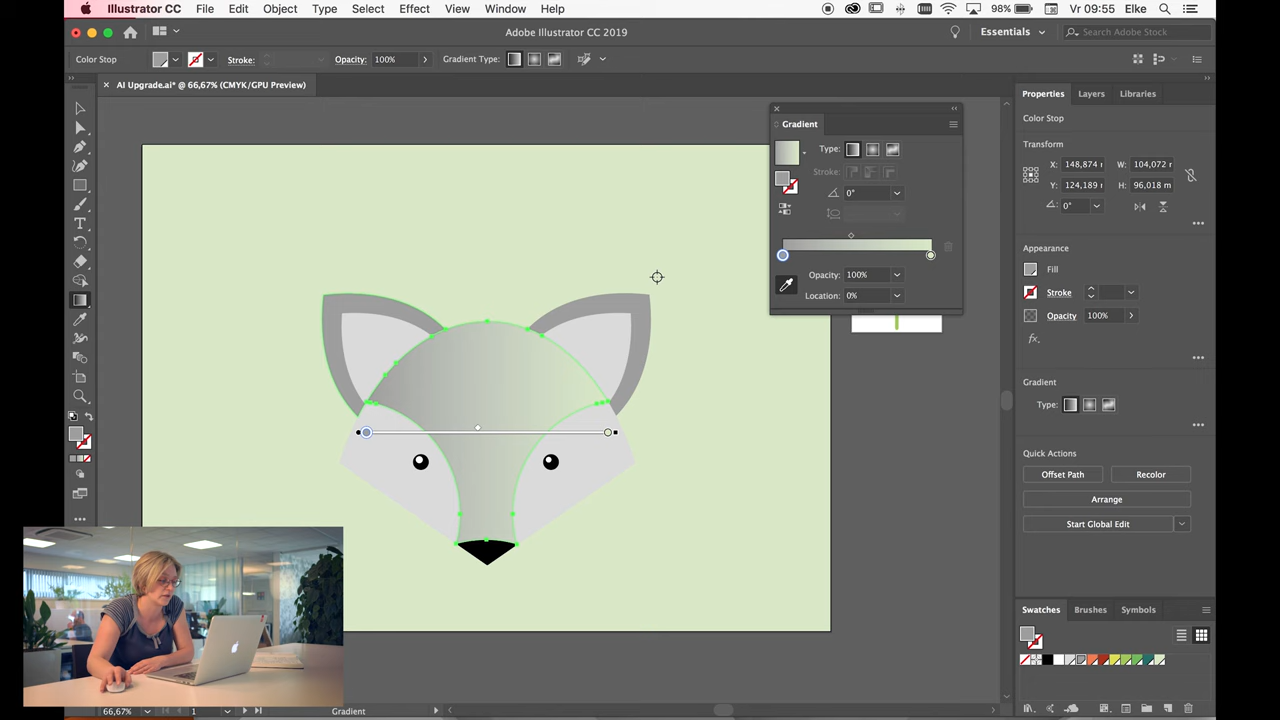 Illustrator CC File Edit Object Type Select Effect View Window Help 98% Vr 09:55 Elke
Adobe Illustrator CC 2019 Essentials Search Adobe Stock
Color Stop Stroke: Opacity: 100% Gradient Type:
AI Upgrade.ai* @ 66,67% (CMYK/GPU Preview)
Gradient
Type:
Stroke:
0°
Opacity: 100%
Location: 0%
Properties Layers Libraries
Color Stop
Transform
X: 148,874 r W: 104,072 r
Y: 124,189 r H: 96,018 m
0°
Appearance
Fill
Stroke
Opacity 100%
fx.
Gradient
Type:
Quick Actions
Offset Path Recolor
Arrange
Start Global Edit
Swatches Brushes Symbols
66,67% 1 Gradient